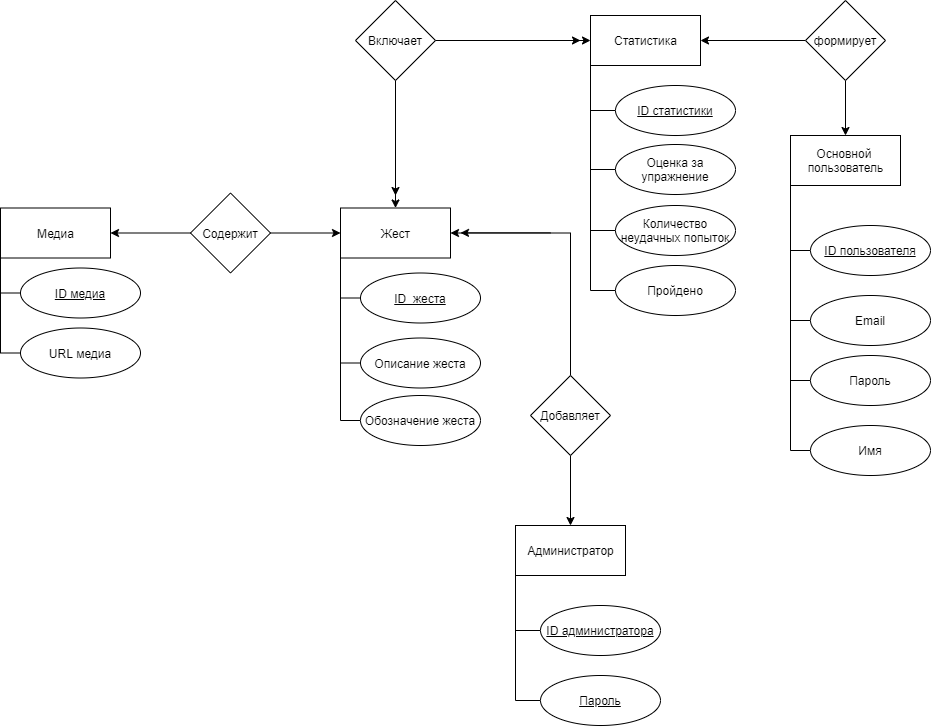 Включает
Статистика
формирует
ID статистики
Оценка за
упражнение
Количество
неудачных попыток
Пройдено
Основной
пользователь
ID пользователя
Email
Пароль
Имя
Медиа
ID медиа
URL медиа
Содержит
Жест
ID жеста
Описание жеста
Обозначение жеста
Добавляет
Администратор
ID администратора
Пароль